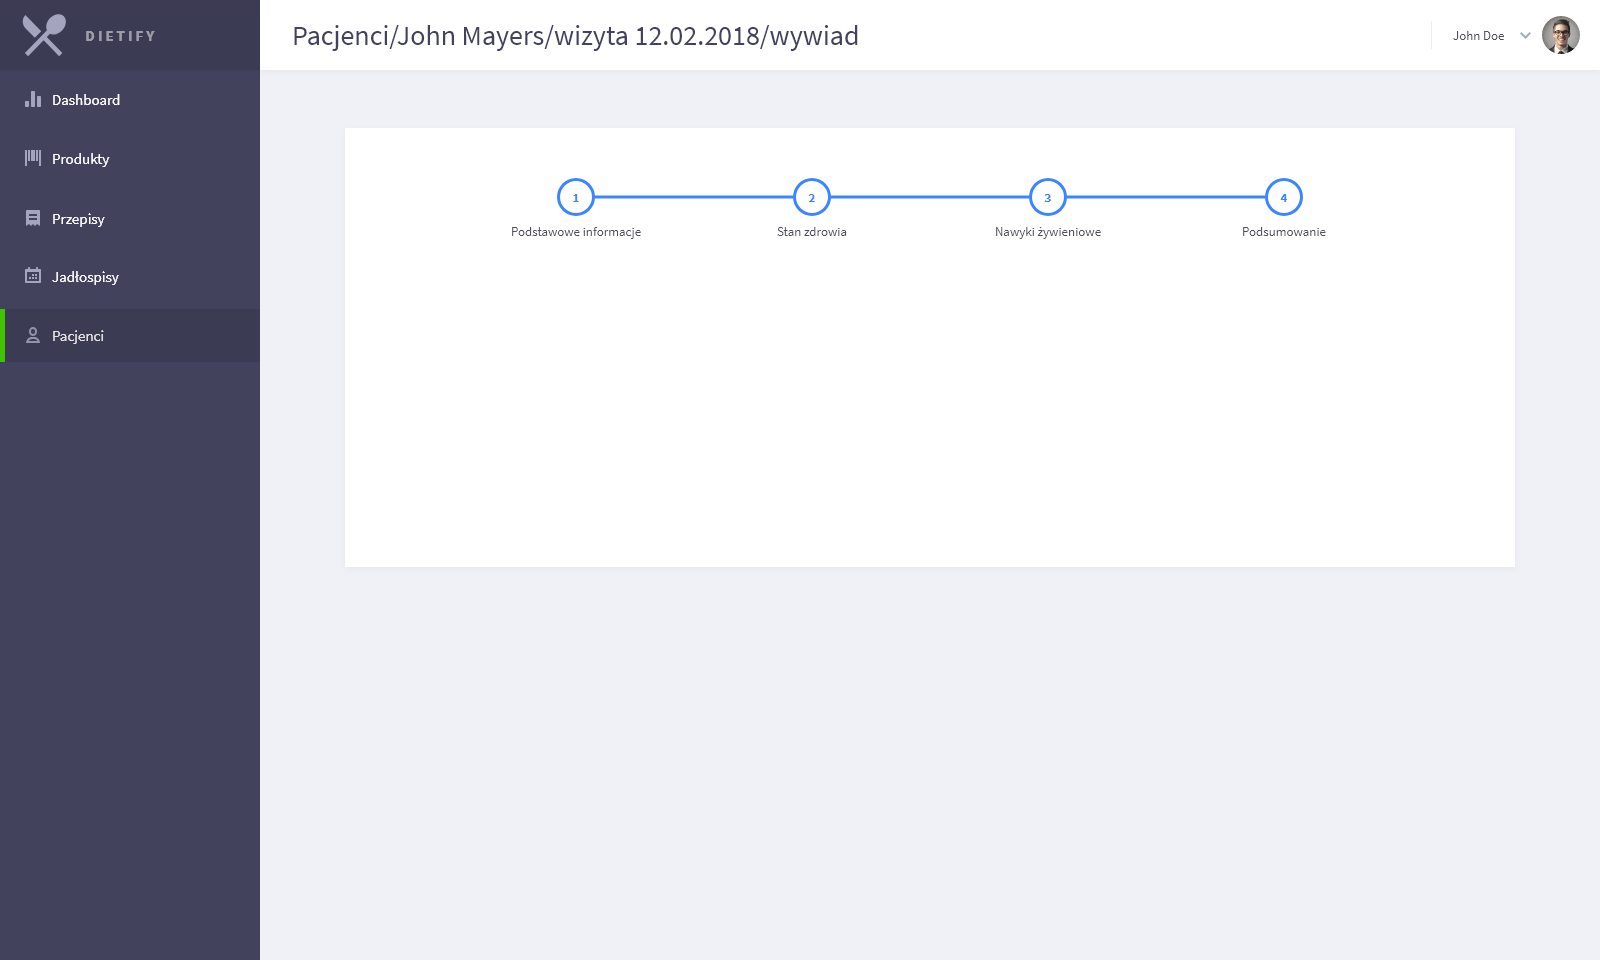 DIETIFY
Pacjenci/John Mayers/wizyta 12.02.2018/wywiad
John Doe
Dashboard
Produkty
Przepisy
Jadłospisy
Pacjenci
1 2 3 4
Podstawowe informacje Stan zdrowia Nawyki żywieniowe Podsumowanie